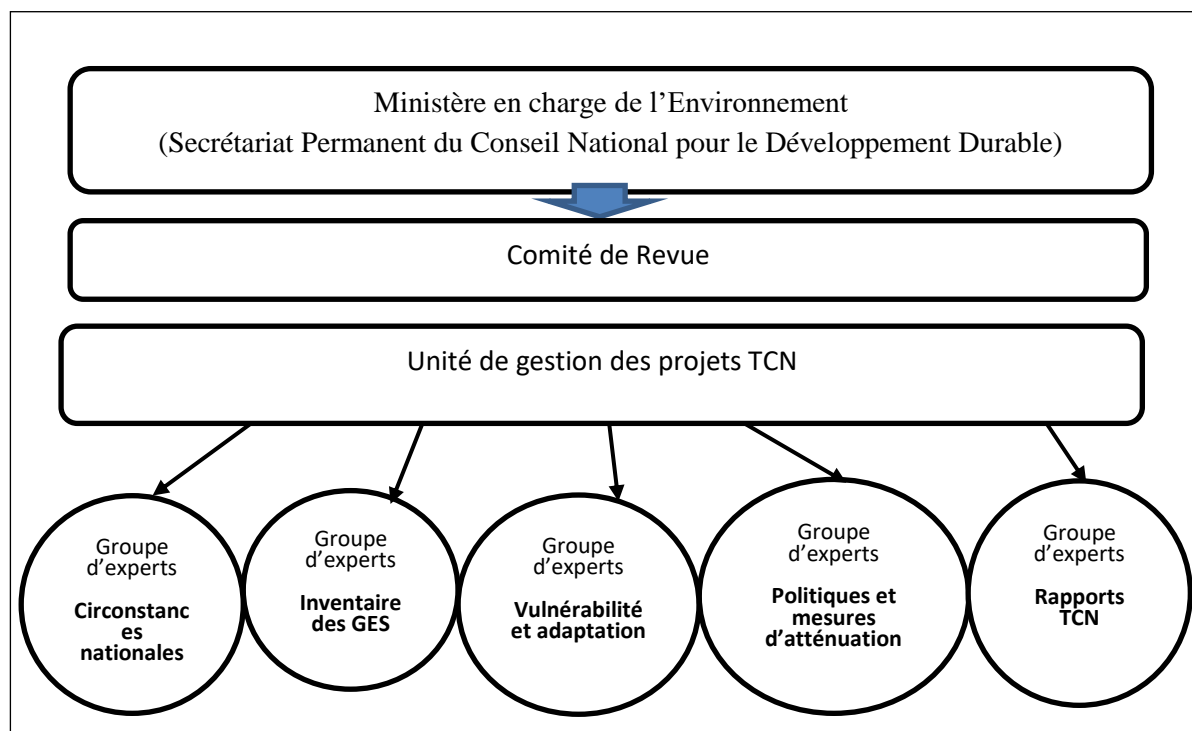 Ministère en charge de l’Environnement
(Secrétariat Permanent du Conseil National pour le Développement Durable)
Comité de Revue
Unité de gestion des projets TCN
Groupe
d’experts
Circonstanc
es
nationales
Groupe
d’experts
Inventaire
des GES
Groupe
d’experts
Vulnérabilité
et adaptation
Groupe
d’experts
Politiques et
mesures
d’atténuation
Groupe
d’experts
Rapports
TCN